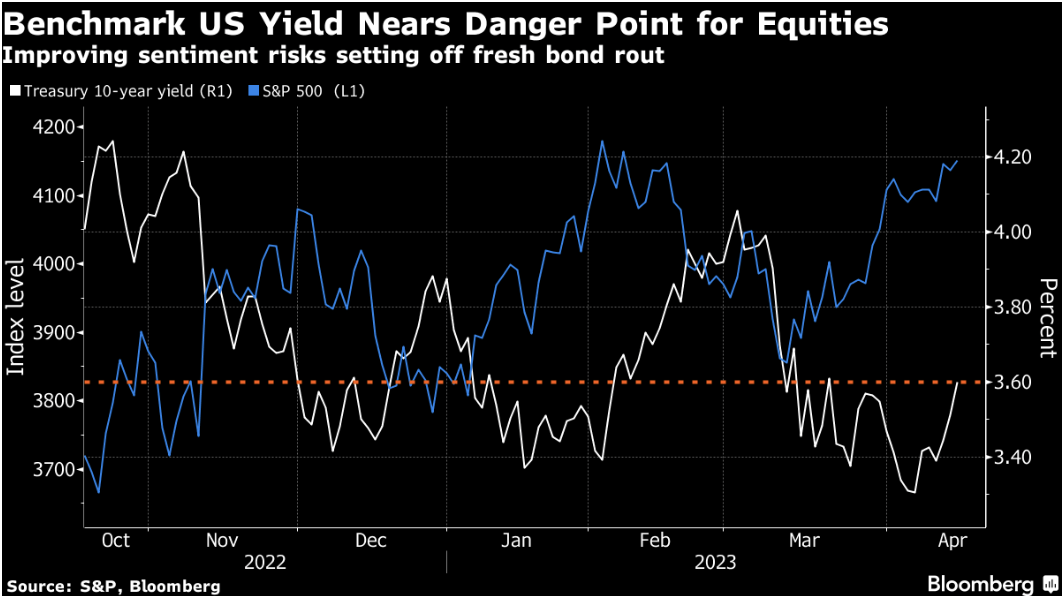 Benchmark US Yield Nears Danger Point for Equities
Improving sentiment risks setting off fresh bond rout
Treasury 10-year yield (R1) S&P 500 (L1)
4200
4100
4000
3900
3800
3700
Index level
4.20
4.00
3.80
3.60
3.40
Percent
Oct Nov Dec Jan Feb Mar Apr
2022 2023
Source: S&P, Bloomberg
Bloomberg